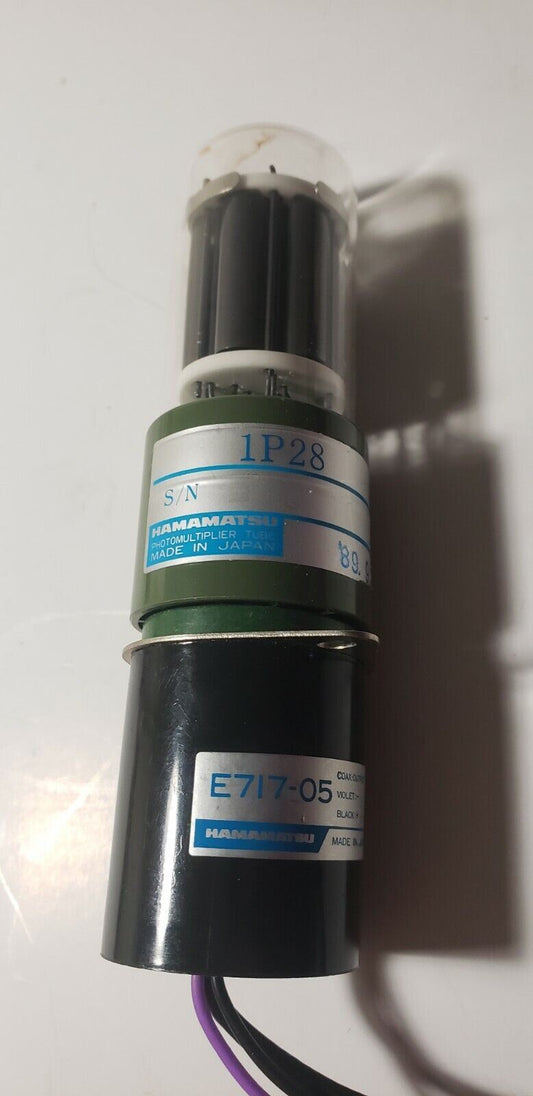 1P28
S/N
HAMAMATSU
PHOTOMULTIPLIER TUBE
MADE IN JAPAN
'89.
E717-05
COAX:OUTPUT
VIOLET:-
BLACK:
HAMAMATSU
MADE IN